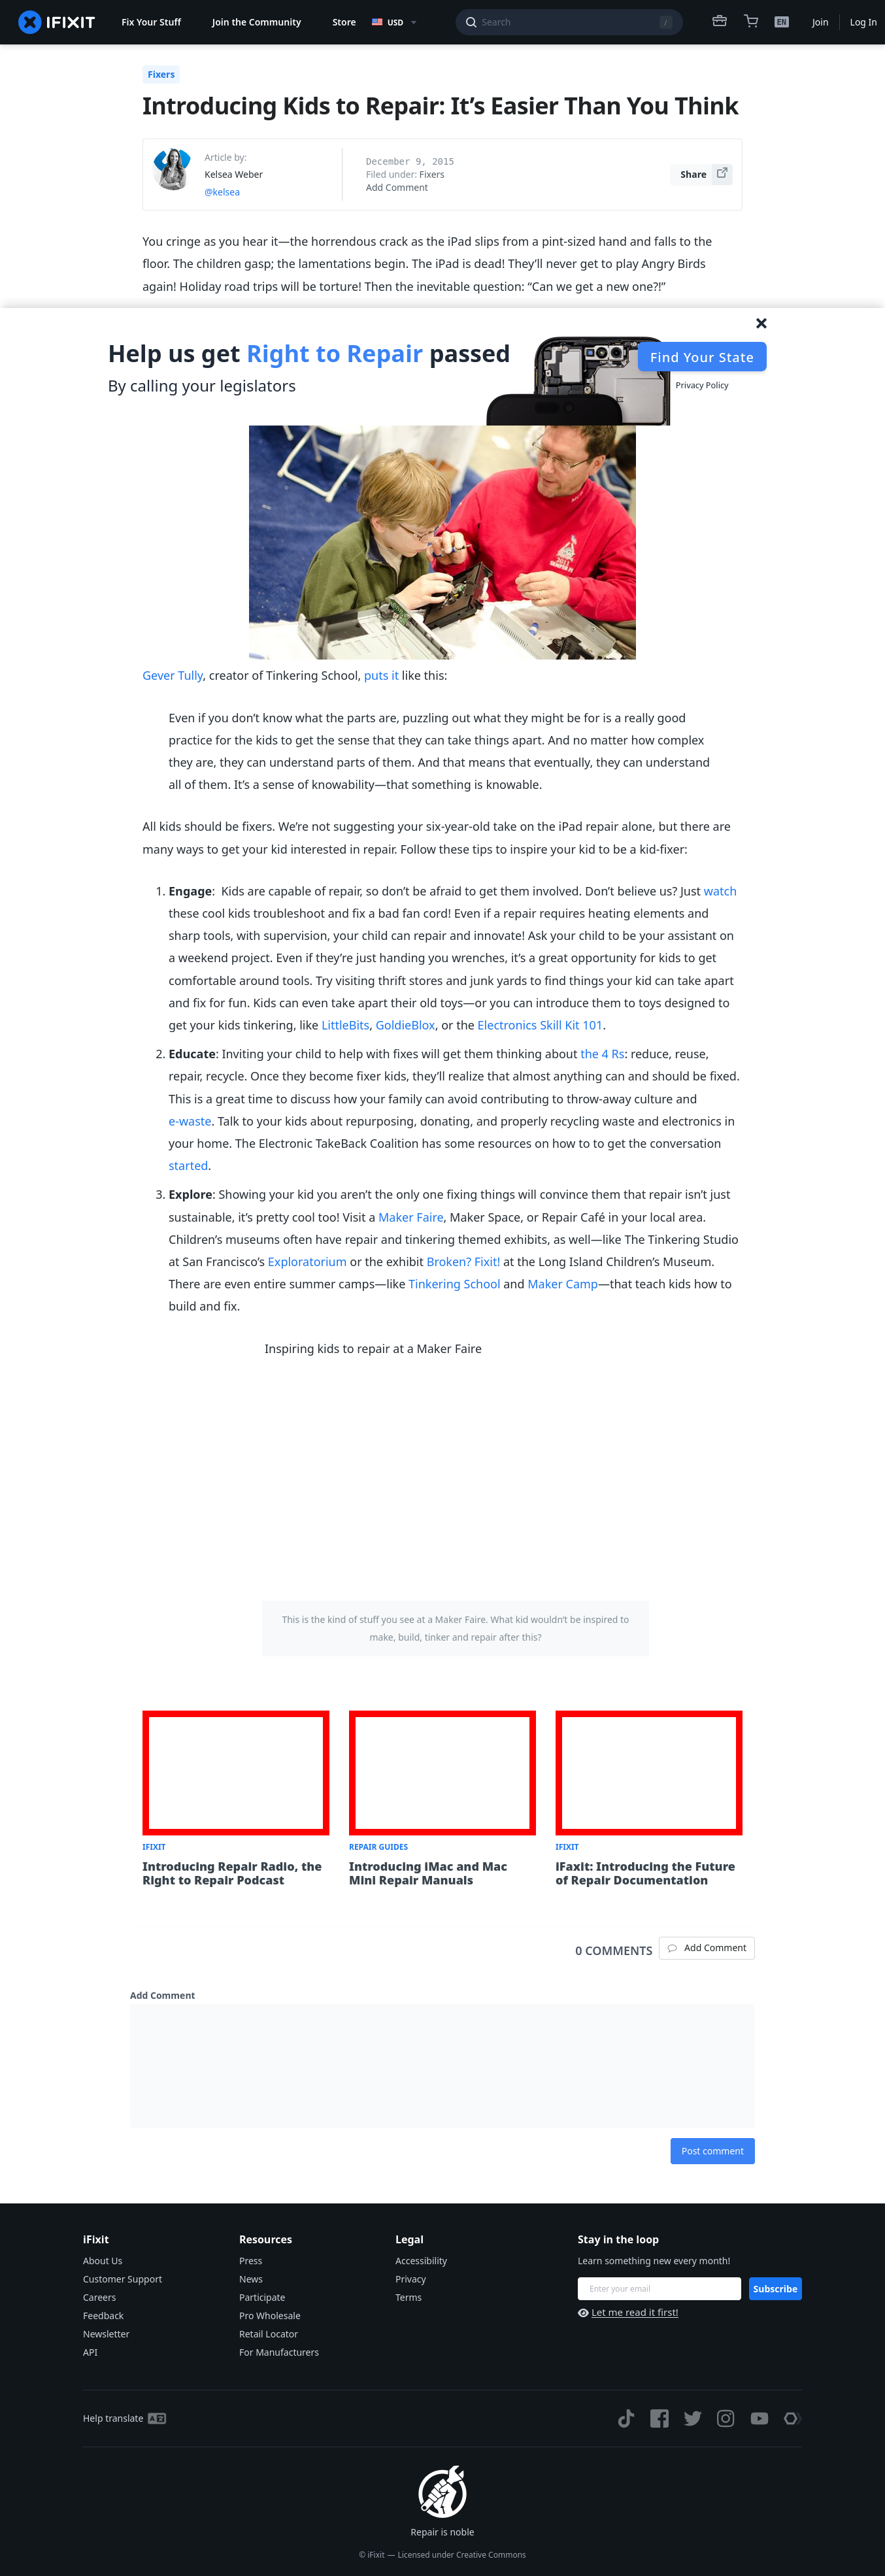 IFIXIT
Fix Your Stuff
Join the Community
Store
USD
Search
/
EN
Join
Log In
Fixers
Introducing Kids to Repair: It’s Easier Than You Think
Article by:
Kelsea Weber
@kelsea
December 9, 2015
Filed under: Fixers
Add Comment
Share
You cringe as you hear it—the horrendous crack as the iPad slips from a pint-sized hand and falls to the
floor. The children gasp; the lamentations begin. The iPad is dead! They’ll never get to play Angry Birds
again! Holiday road trips will be torture! Then the inevitable question: “Can we get a new one?!”
Help us get Right to Repair passed
By calling your legislators
Find Your State
Privacy Policy
Gever Tully, creator of Tinkering School, puts it like this:
Even if you don’t know what the parts are, puzzling out what they might be for is a really good
practice for the kids to get the sense that they can take things apart. And no matter how complex
they are, they can understand parts of them. And that means that eventually, they can understand
all of them. It’s a sense of knowability—that something is knowable.
All kids should be fixers. We’re not suggesting your six-year-old take on the iPad repair alone, but there are
many ways to get your kid interested in repair. Follow these tips to inspire your kid to be a kid-fixer:
1. Engage:  Kids are capable of repair, so don’t be afraid to get them involved. Don’t believe us? Just watch
these cool kids troubleshoot and fix a bad fan cord! Even if a repair requires heating elements and
sharp tools, with supervision, your child can repair and innovate! Ask your child to be your assistant on
a weekend project. Even if they’re just handing you wrenches, it’s a great opportunity for kids to get
comfortable around tools. Try visiting thrift stores and junk yards to find things your kid can take apart
and fix for fun. Kids can even take apart their old toys—or you can introduce them to toys designed to
get your kids tinkering, like LittleBits, GoldieBlox, or the Electronics Skill Kit 101.
2. Educate: Inviting your child to help with fixes will get them thinking about the 4 Rs: reduce, reuse,
repair, recycle. Once they become fixer kids, they’ll realize that almost anything can and should be fixed.
This is a great time to discuss how your family can avoid contributing to throw-away culture and
e-waste. Talk to your kids about repurposing, donating, and properly recycling waste and electronics in
your home. The Electronic TakeBack Coalition has some resources on how to to get the conversation
started.
3. Explore: Showing your kid you aren’t the only one fixing things will convince them that repair isn’t just
sustainable, it’s pretty cool too! Visit a Maker Faire, Maker Space, or Repair Café in your local area.
Children’s museums often have repair and tinkering themed exhibits, as well—like The Tinkering Studio
at San Francisco’s Exploratorium or the exhibit Broken? Fixit! at the Long Island Children’s Museum.
There are even entire summer camps—like Tinkering School and Maker Camp—that teach kids how to
build and fix.
Inspiring kids to repair at a Maker Faire
This is the kind of stuff you see at a Maker Faire. What kid wouldn’t be inspired to
make, build, tinker and repair after this?
IFIXIT
Introducing Repair Radio, the
Right to Repair Podcast
REPAIR GUIDES
Introducing iMac and Mac
Mini Repair Manuals
IFIXIT
iFaxit: Introducing the Future
of Repair Documentation
0 COMMENTS
Add Comment
Add Comment
Post comment
iFixit
About Us
Customer Support
Careers
Feedback
Newsletter
API
Resources
Press
News
Participate
Pro Wholesale
Retail Locator
For Manufacturers
Legal
Accessibility
Privacy
Terms
Stay in the loop
Learn something new every month!
Enter your email
Subscribe
Let me read it first!
Help translate
Repair is noble
© iFixit — Licensed under Creative Commons